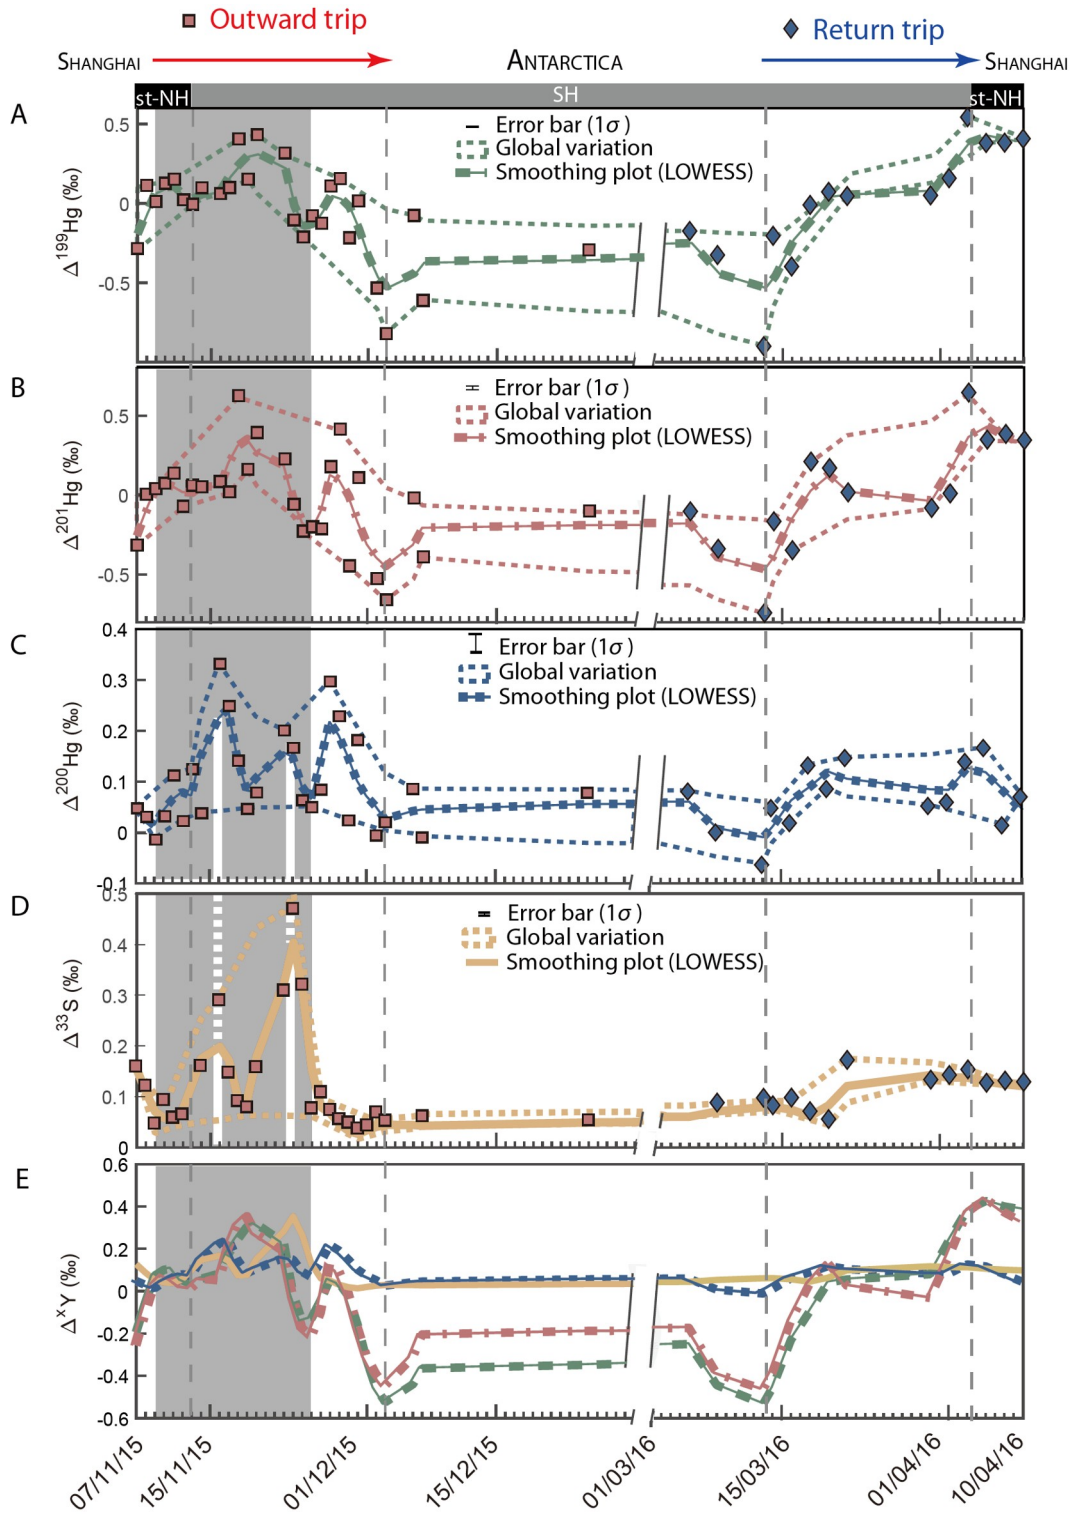 Outward trip
Return trip
SHANGHAI
ANTARCTICA
SHANGHAI
st-NH
SH
st-NH
A
Error bar (1σ)
Global variation
Smoothing plot (LOWESS)
0.5
0
-0.5
Δ199Hg (‰)
B
Error bar (1σ)
Global variation
Smoothing plot (LOWESS)
0.5
0
-0.5
Δ201Hg (‰)
C
Error bar (1σ)
Global variation
Smoothing plot (LOWESS)
0.4
0.3
0.2
0.1
0
-0.1
Δ200Hg (‰)
D
Error bar (1σ)
Global variation
Smoothing plot (LOWESS)
0.5
0.4
0.3
0.2
0.1
0
Δ33S (‰)
E
0.6
0.4
0.2
0
-0.2
-0.4
-0.6
ΔxY (‰)
07/11/15
15/11/15
01/12/15
15/12/15
01/03/16
15/03/16
01/04/16
10/04/16